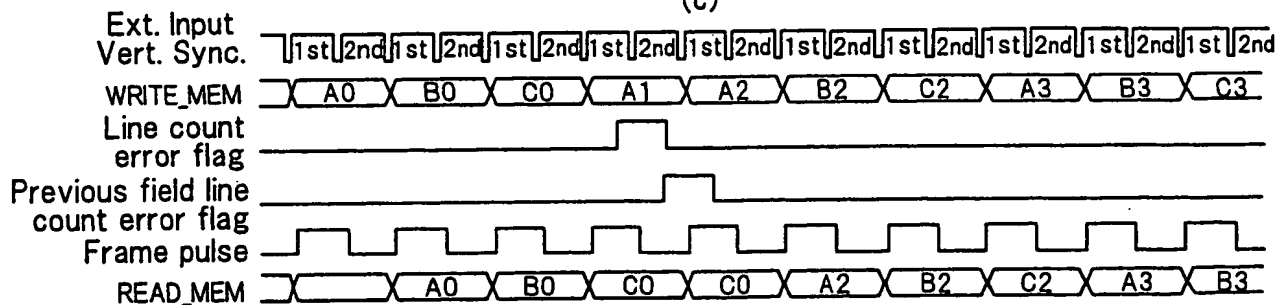 (c)
Ext. Input
Vert. Sync. 1st 2nd 1st 2nd 1st 2nd 1st 2nd 1st 2nd 1st 2nd 1st 2nd 1st 2nd 1st 2nd 1st 2nd
WRITE_MEM A0 B0 C0 A1 A2 B2 C2 A3 B3 C3
Line count
error flag
Previous field line
count error flag
Frame pulse
READ_MEM A0 B0 C0 C0 A2 B2 C2 A3 B3